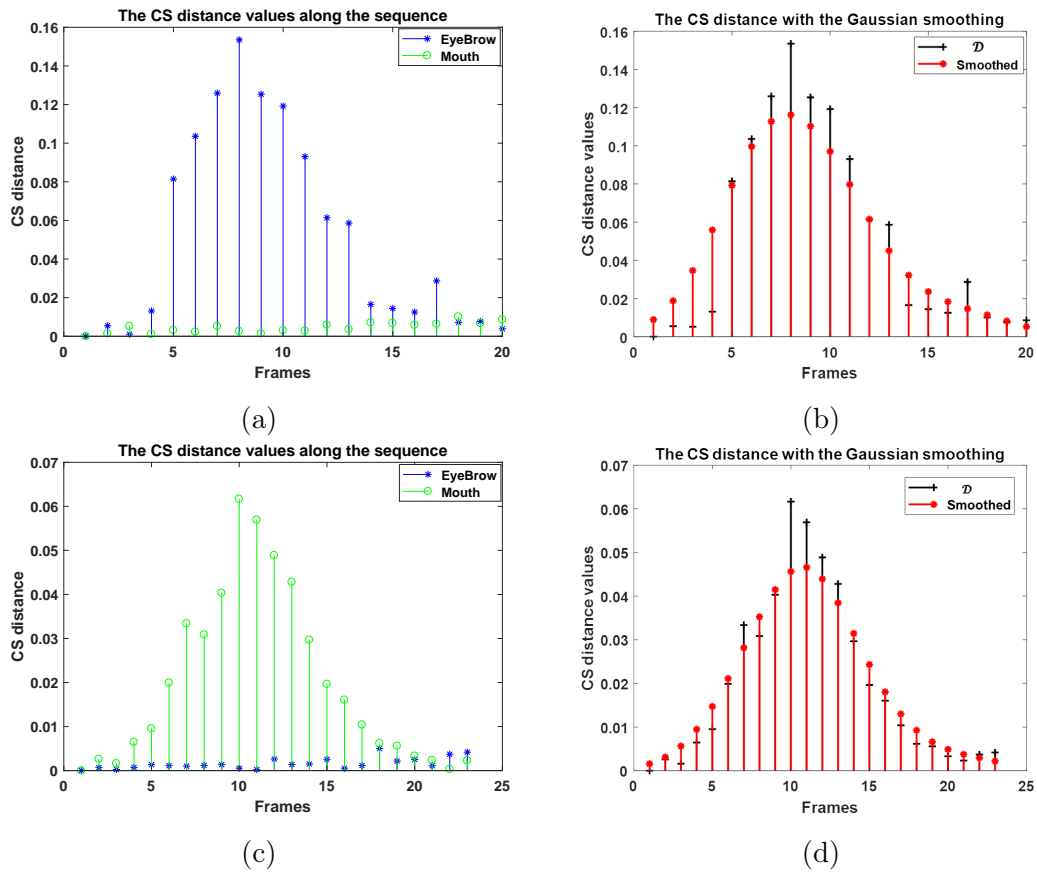 The CS distance values along the sequence
EyeBrow
Mouth
CS distance
0.16
0.14
0.12
0.1
0.08
0.06
0.04
0.02
0
0 5 10 15 20
Frames
(a)
The CS distance with the Gaussian smoothing
𝒟
Smoothed
CS distance values
0.16
0.14
0.12
0.1
0.08
0.06
0.04
0.02
0
0 5 10 15 20
Frames
(b)
The CS distance values along the sequence
EyeBrow
Mouth
CS distance
0.07
0.06
0.05
0.04
0.03
0.02
0.01
0
0 5 10 15 20 25
Frames
(c)
The CS distance with the Gaussian smoothing
𝒟
Smoothed
CS distance values
0.07
0.06
0.05
0.04
0.03
0.02
0.01
0
0 5 10 15 20 25
Frames
(d)